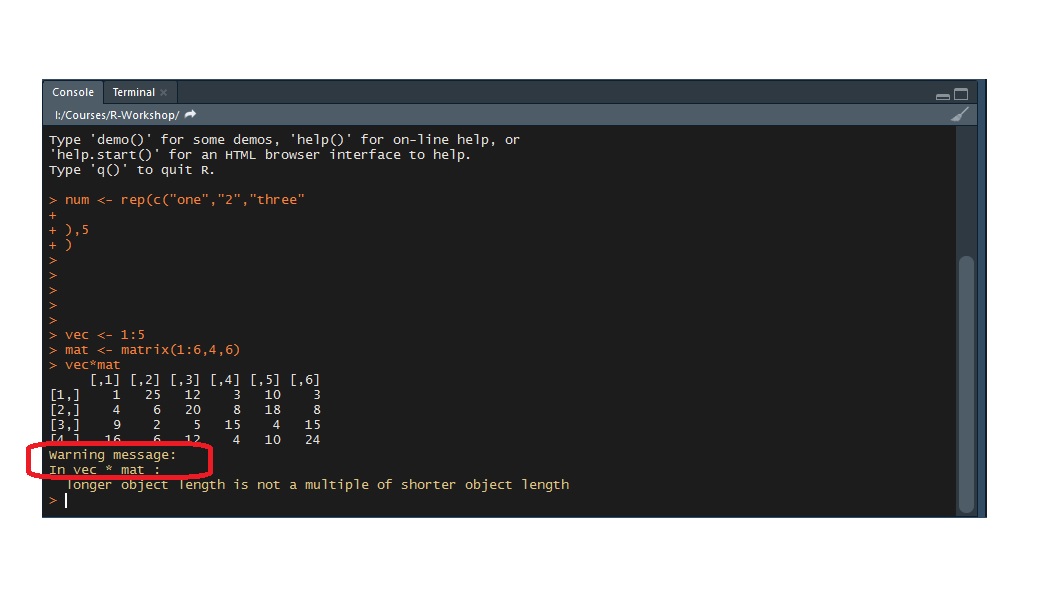 Console Terminal
I:/Courses/R-Workshop/
Type 'demo()' for some demos, 'help()' for on-line help, or
'help.start()' for an HTML browser interface to help.
Type 'q()' to quit R.
> num <- rep(c("one","2","three"
+
+ ),5
+ )
>
>
>
>
>
> vec <- 1:5
> mat <- matrix(1:6,4,6)
> vec*mat
     [,1] [,2] [,3] [,4] [,5] [,6]
[1,]    1   25   12    3   10    3
[2,]    4    6   20    8   18    8
[3,]    9    2    5   15    4   15
[4,]   16    6   12    4   10   24
Warning message:
In vec * mat :
  longer object length is not a multiple of shorter object length
>